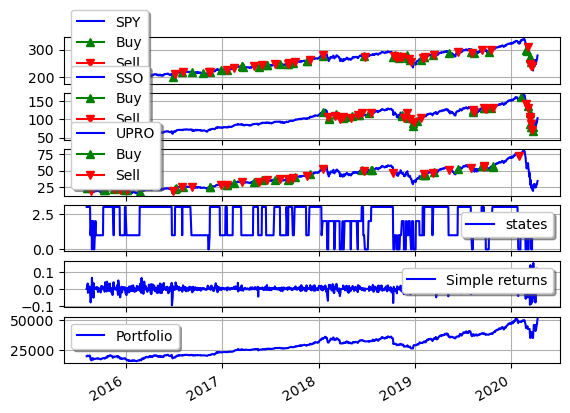 SPY
Buy
Sell
300
200
SSO
Buy
Sell
150
100
50
UPRO
Buy
Sell
75
50
25
states
2.5
0.0
Simple returns
0.1
0.0
−0.1
Portfolio
50000
25000
2016 2017 2018 2019 2020